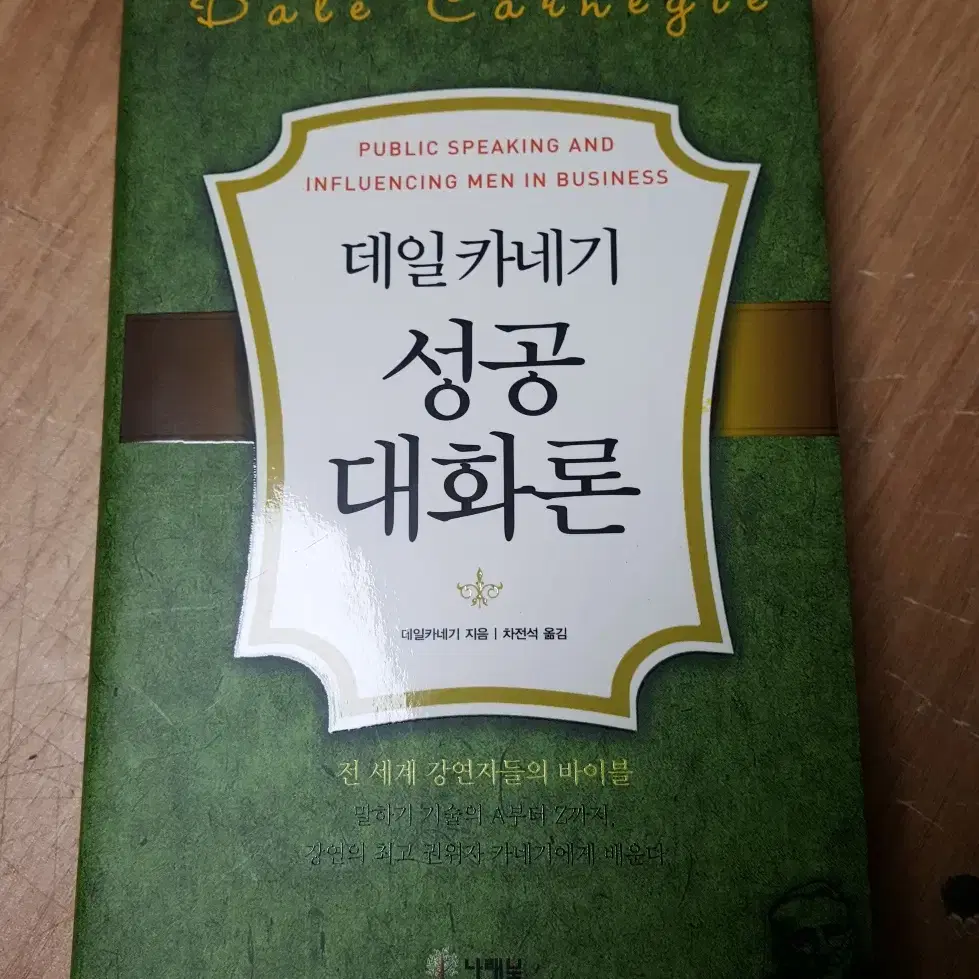 Dale Carnegie
PUBLIC SPEAKING AND
INFLUENCING MEN IN BUSINESS
데일 카네기
성공
대화론
데일카네기 지음 | 차전석 옮김
전 세계 강연자들의 바이블
말하기 기술의 A부터 Z까지,
강연의 최고 권위자 카네기에게 배운다
나래북